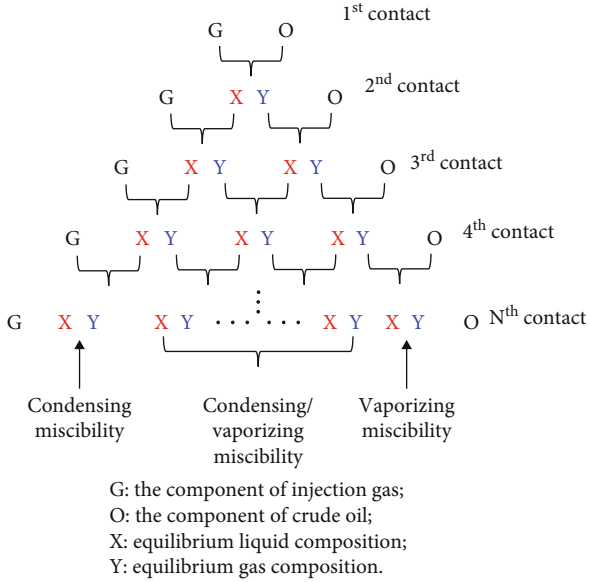 G O 1st contact
G X Y O 2nd contact
G X Y X Y O 3rd contact
G X Y X Y X Y O 4th contact
G X Y X Y ...... X Y X Y O Nth contact
Condensing miscibility
Condensing/ vaporizing miscibility
Vaporizing miscibility
G: the component of injection gas;
O: the component of crude oil;
X: equilibrium liquid composition;
Y: equilibrium gas composition.